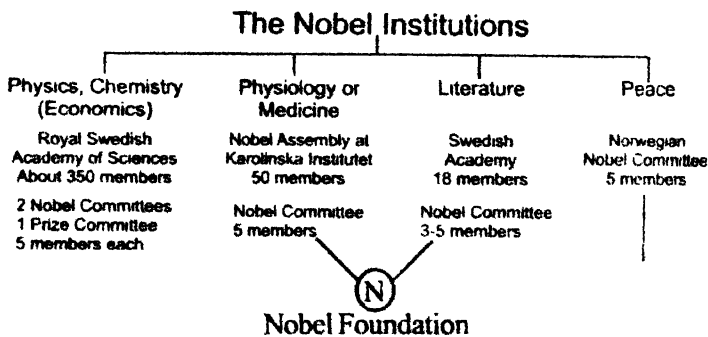 The Nobel Institutions
Physics, Chemistry
(Economics)
Royal Swedish
Academy of Sciences
About 350 members
2 Nobel Committees
1 Prize Committee
5 members each
Physiology or
Medicine
Nobel Assembly at
Karolinska Institutet
50 members
Nobel Committee
5 members
Literature
Swedish
Academy
18 members
Nobel Committee
3-5 members
Peace
Norwegian
Nobel Committee
5 members
N
Nobel Foundation